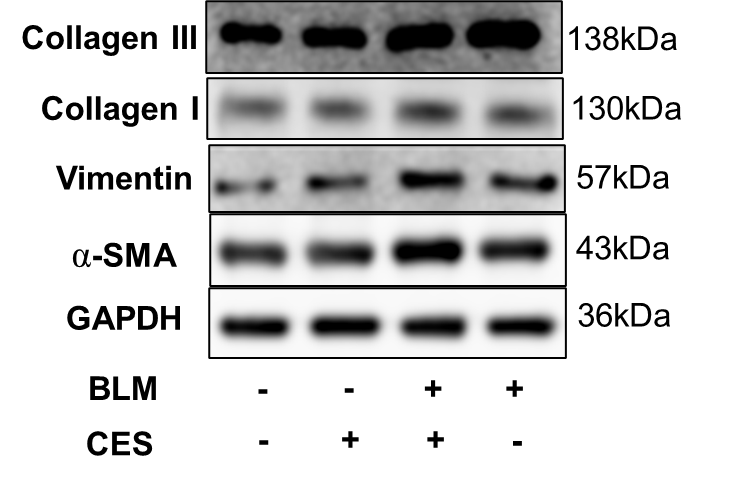 Collagen III 138kDa
Collagen I 130kDa
Vimentin 57kDa
α-SMA 43kDa
GAPDH 36kDa
BLM - - + +
CES - + + -